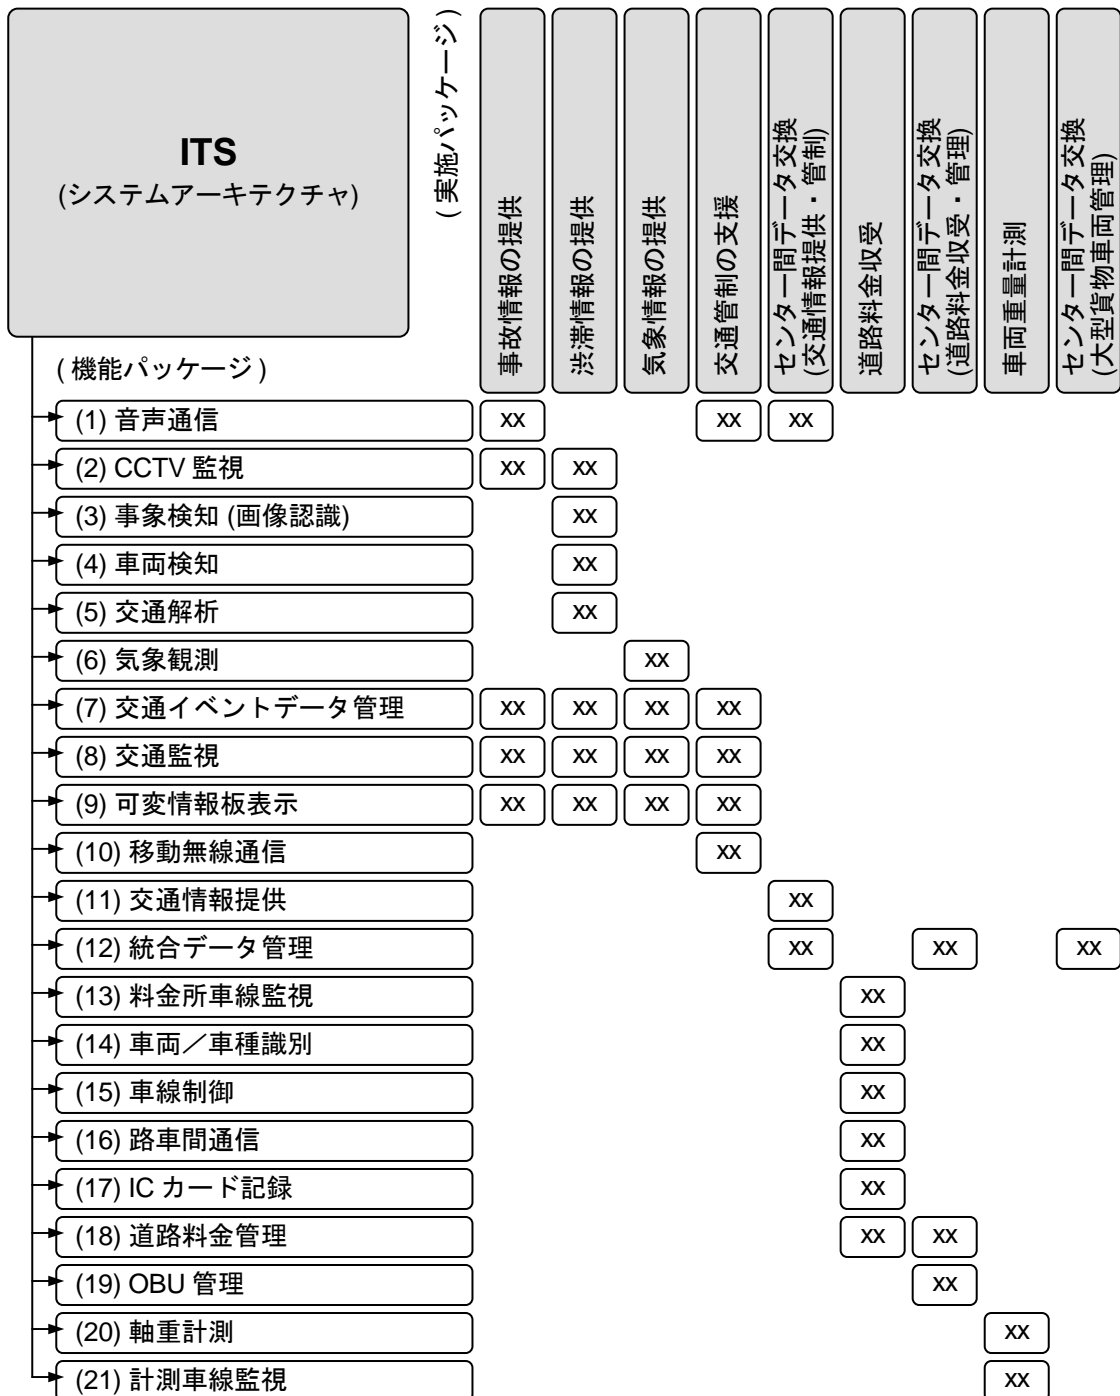 ITS
(システムアーキテクチャ)
(実施パッケージ)
事故情報の提供
渋滞情報の提供
気象情報の提供
交通管制の支援
センター間データ交換
(交通情報提供・管制)
道路料金収受
センター間データ交換
(道路料金収受・管理)
車両重量計測
センター間データ交換
(大型貨物車両管理)
(機能パッケージ)
(1) 音声通信 xx xx xx
(2) CCTV 監視 xx xx
(3) 事象検知 (画像認識) xx
(4) 車両検知 xx
(5) 交通解析 xx
(6) 気象観測 xx
(7) 交通イベントデータ管理 xx xx xx xx
(8) 交通監視 xx xx xx xx
(9) 可変情報板表示 xx xx xx xx
(10) 移動無線通信 xx
(11) 交通情報提供 xx
(12) 統合データ管理 xx xx xx
(13) 料金所車線監視 xx
(14) 車両／車種識別 xx
(15) 車線制御 xx
(16) 路車間通信 xx
(17) IC カード記録 xx
(18) 道路料金管理 xx xx
(19) OBU 管理 xx
(20) 軸重計測 xx
(21) 計測車線監視 xx